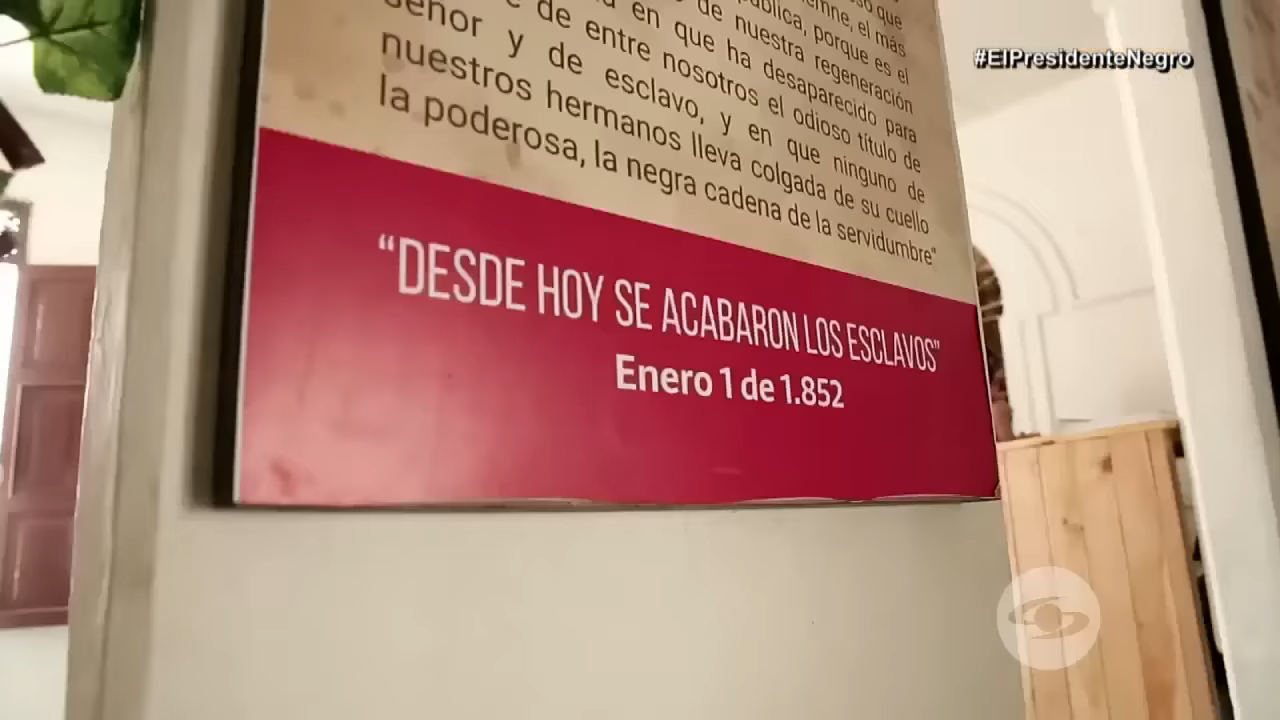 #ElPresidenteNegro
que
pública, porque es el
el más
en que de nuestra regeneración
de entre nosotros ha desaparecido para
señor y de esclavo, y en que ninguno de
el odioso título de
nuestros hermanos lleva colgada de su cuello
la poderosa, la negra cadena de la servidumbre"
"DESDE HOY SE ACABARON LOS ESCLAVOS"
Enero 1 de 1.852